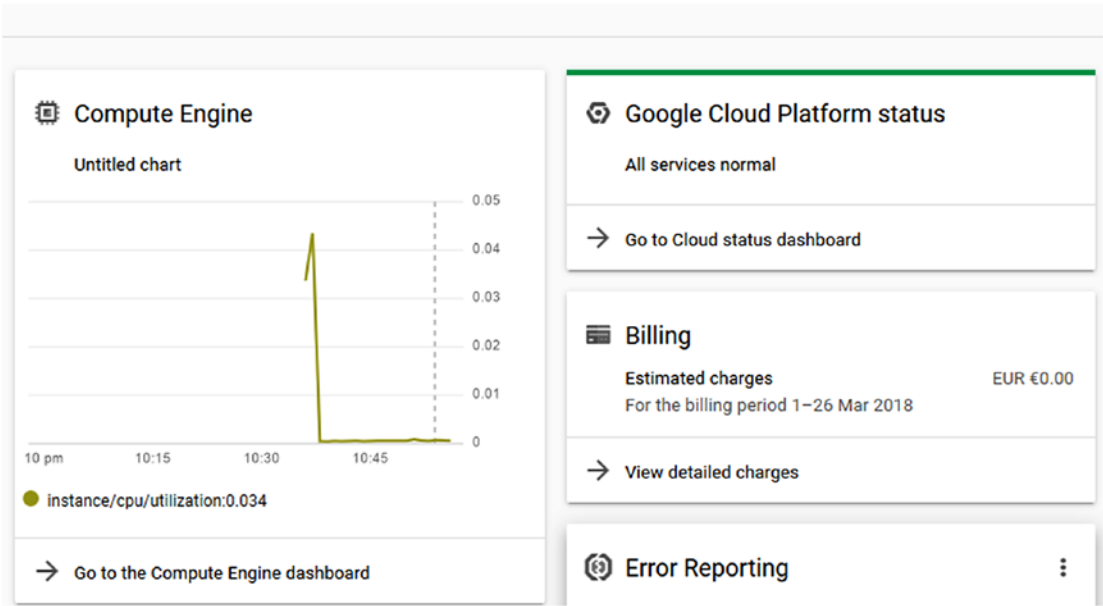 Compute Engine
Untitled chart
0.05
0.04
0.03
0.02
0.01
0
10 pm 10:15 10:30 10:45
instance/cpu/utilization:0.034
Go to the Compute Engine dashboard
Google Cloud Platform status
All services normal
Go to Cloud status dashboard
Billing
Estimated charges EUR €0.00
For the billing period 1–26 Mar 2018
View detailed charges
Error Reporting